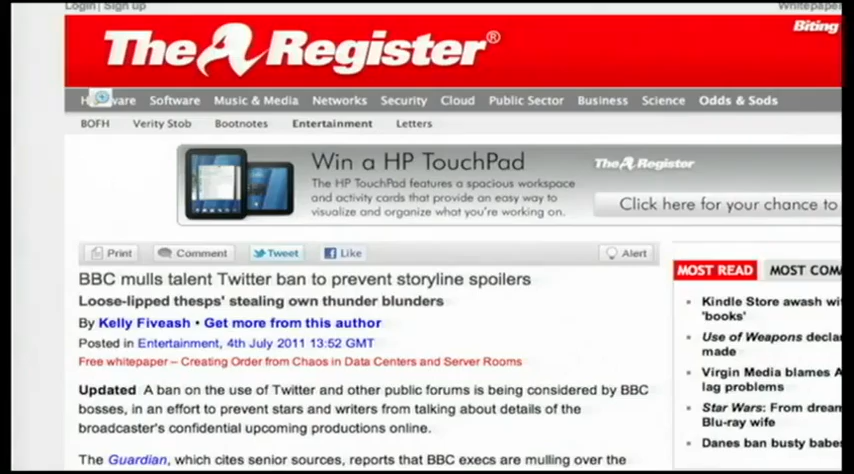 Login | Sign up
Whitepaper
The Register®
Biting
Hardware Software Music & Media Networks Security Cloud Public Sector Business Science Odds & Sods
BOFH Verity Stob Bootnotes Entertainment Letters
Win a HP TouchPad
The HP TouchPad features a spacious workspace
and activity cards that provide an easy way to
visualize and organize what you're working on.
The Register
Click here for your chance to
Print Comment Tweet Like Alert
BBC mulls talent Twitter ban to prevent storyline spoilers
Loose-lipped thesps' stealing own thunder blunders
By Kelly Fiveash • Get more from this author
Posted in Entertainment, 4th July 2011 13:52 GMT
Free whitepaper – Creating Order from Chaos in Data Centers and Server Rooms
Updated A ban on the use of Twitter and other public forums is being considered by BBC
bosses, in an effort to prevent stars and writers from talking about details of the
broadcaster's confidential upcoming productions online.
The Guardian, which cites senior sources, reports that BBC execs are mulling over the
MOST READ MOST COM
Kindle Store awash wi
'books'
Use of Weapons decla
made
Virgin Media blames A
lag problems
Star Wars: From dream
Blu-ray wife
Danes ban busty babes